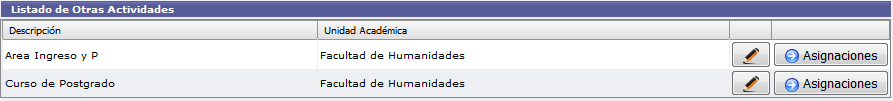 Listado de Otras Actividades
Descripción Unidad Académica
Area Ingreso y P Facultad de Humanidades Asignaciones
Curso de Postgrado Facultad de Humanidades Asignaciones